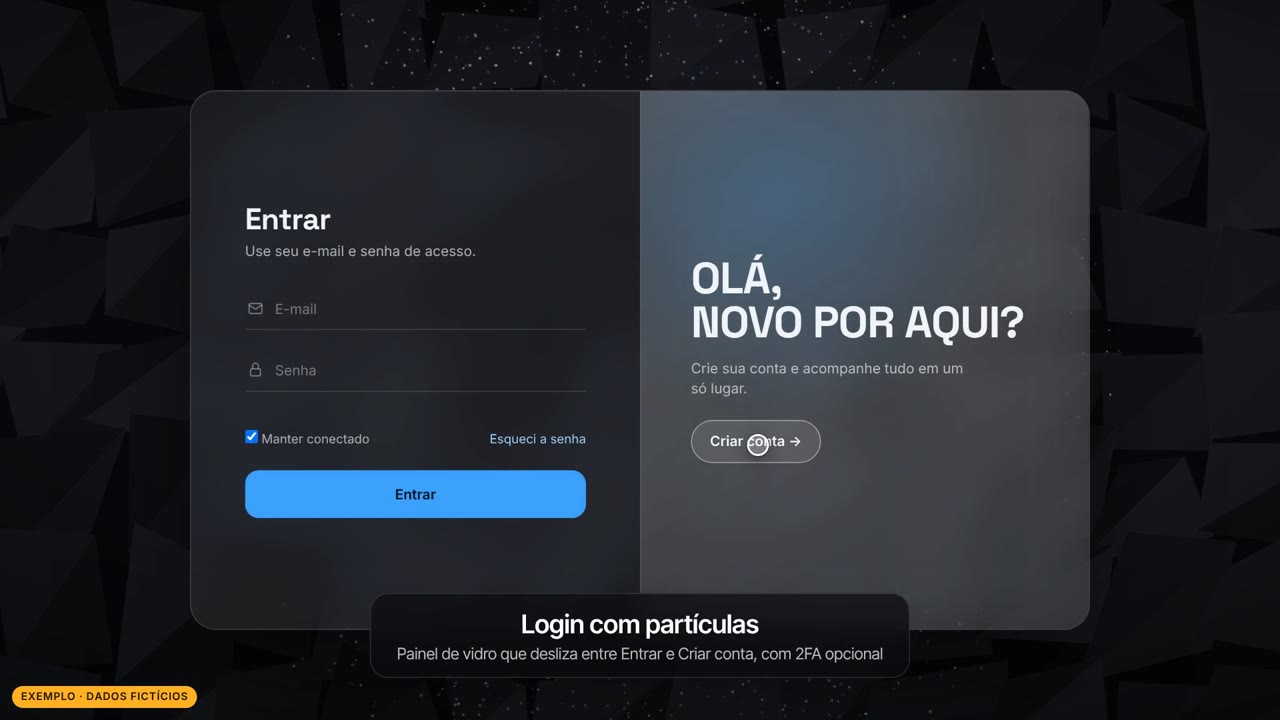 Entrar
Use seu e-mail e senha de acesso.
E-mail
Senha
Manter conectado
Esqueci a senha
Entrar
OLÁ,
NOVO POR AQUI?
Crie sua conta e acompanhe tudo em um
só lugar.
Criar conta →
Login com partículas
Painel de vidro que desliza entre Entrar e Criar conta, com 2FA opcional
EXEMPLO · DADOS FICTÍCIOS